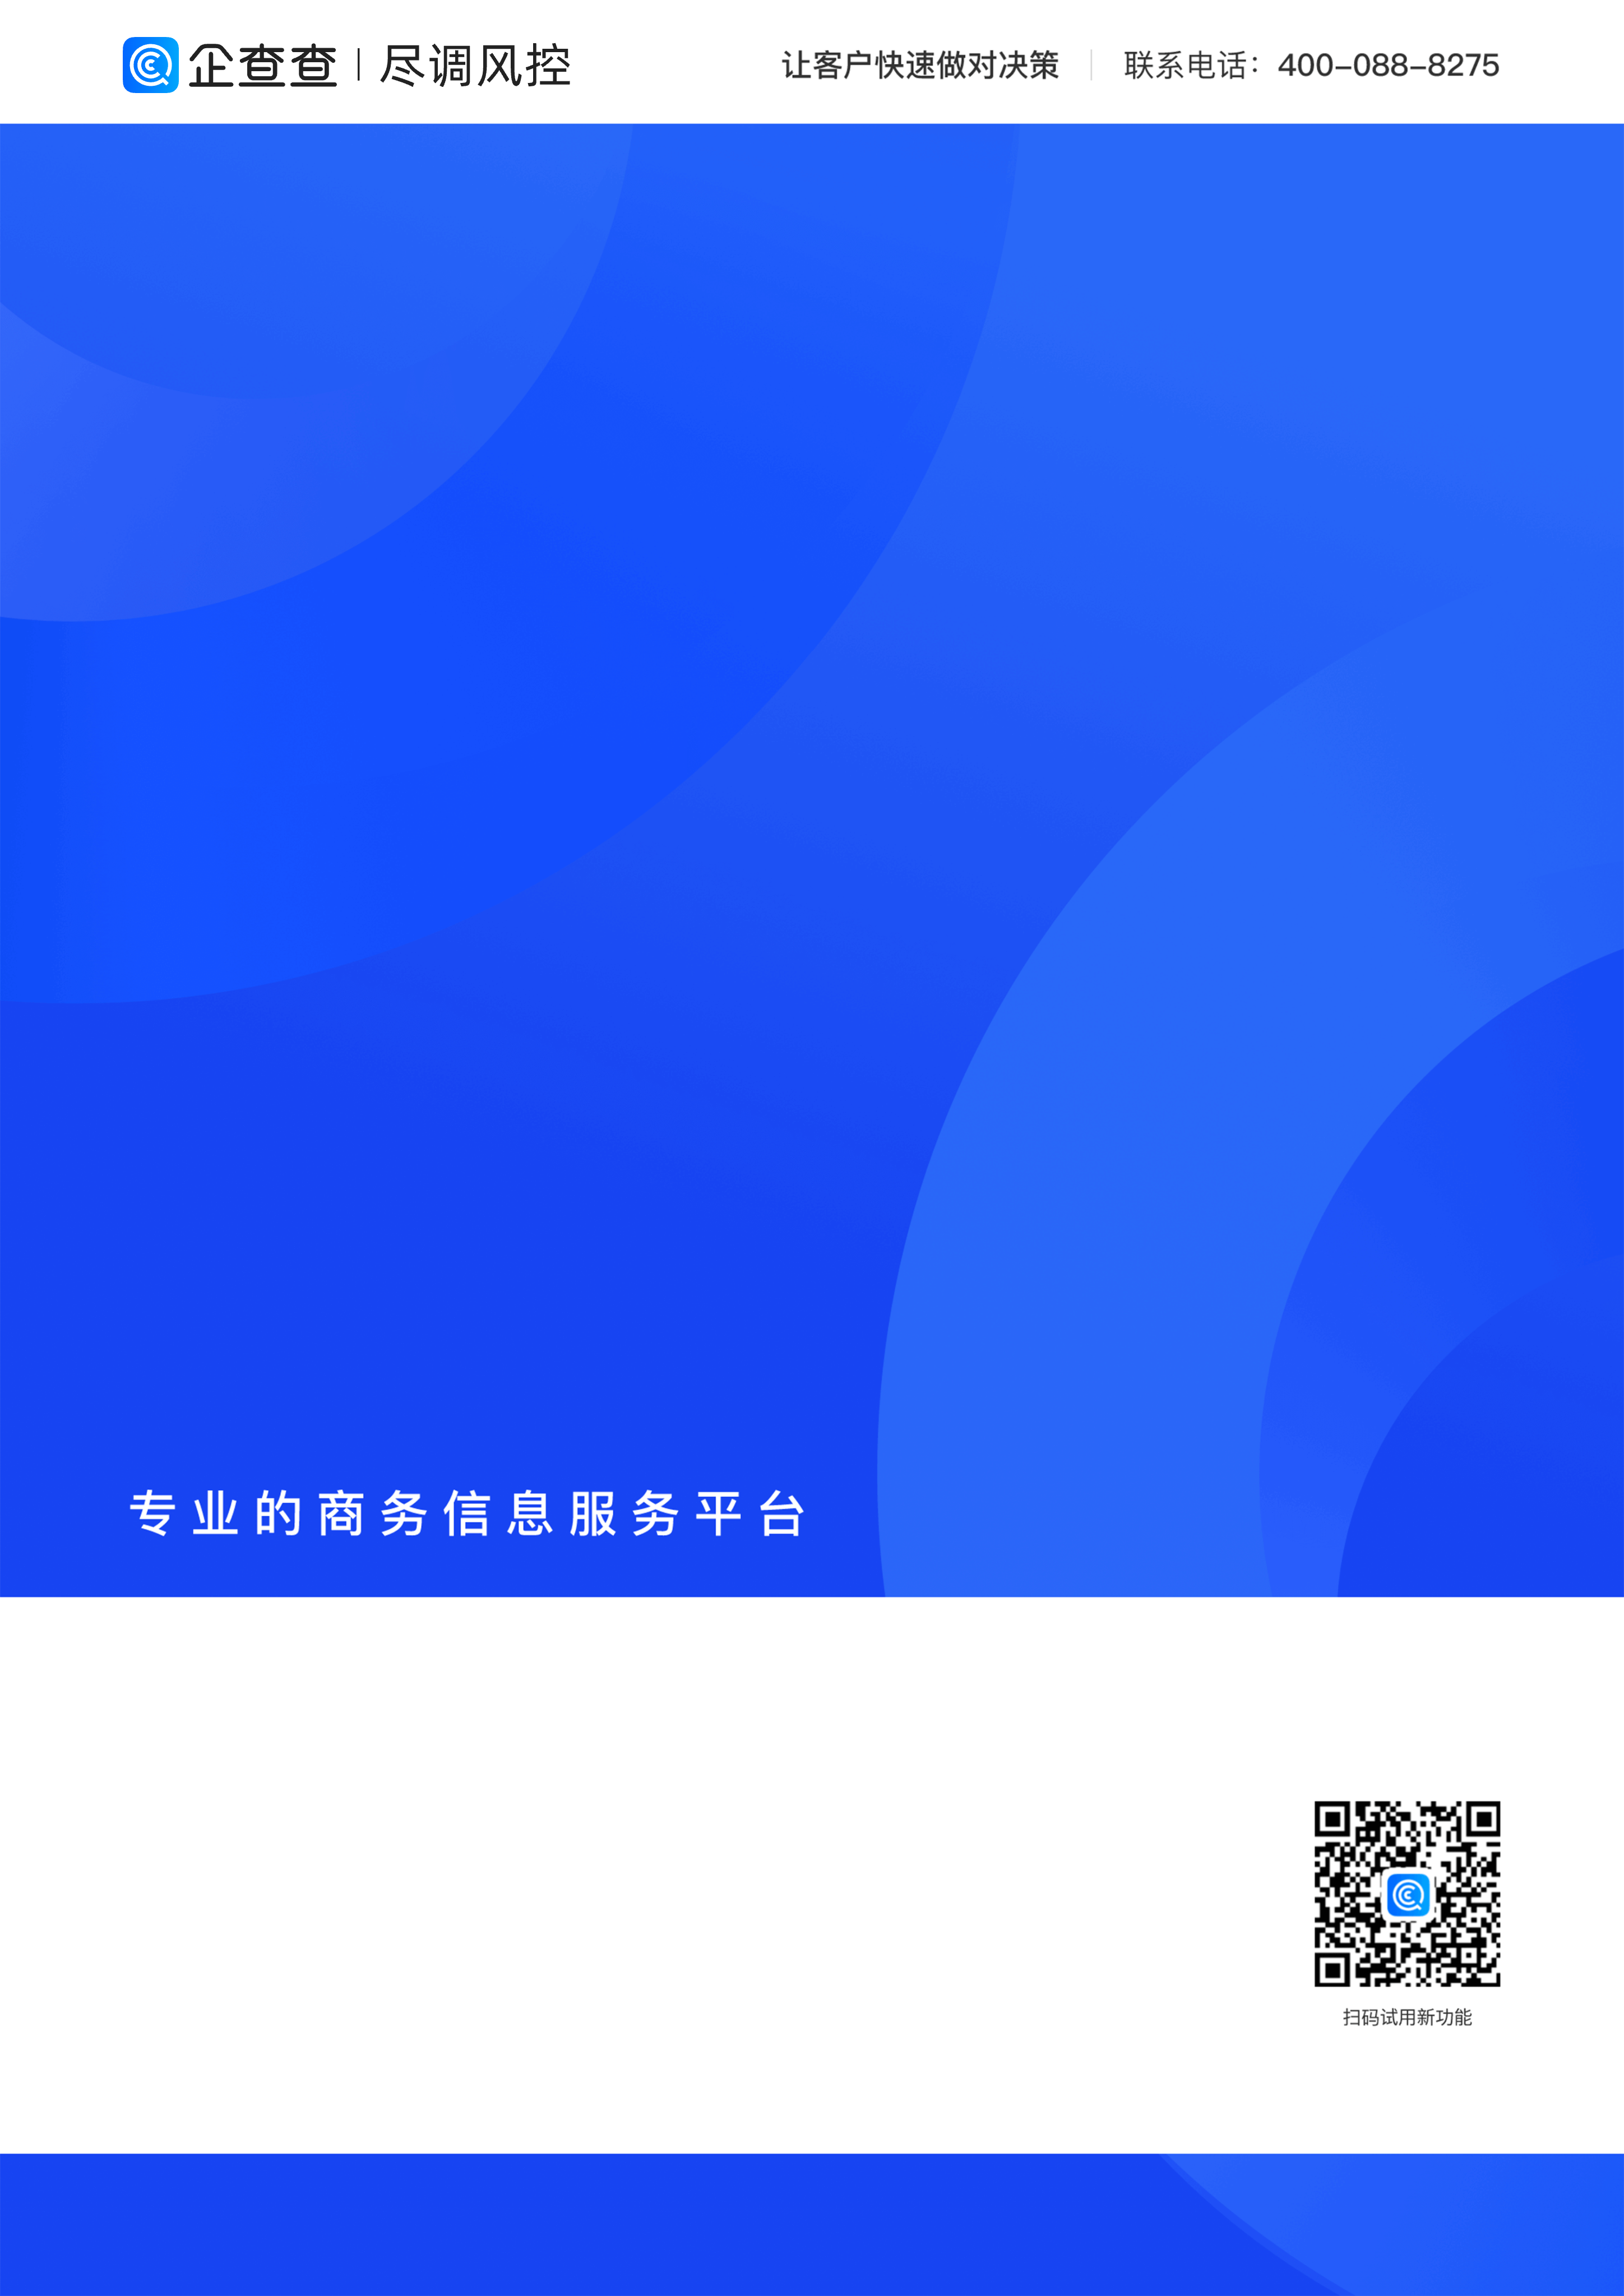 企查查 | 尽调风控
让客户快速做对决策 | 联系电话：400-088-8275
专业的商务信息服务平台
扫码试用新功能